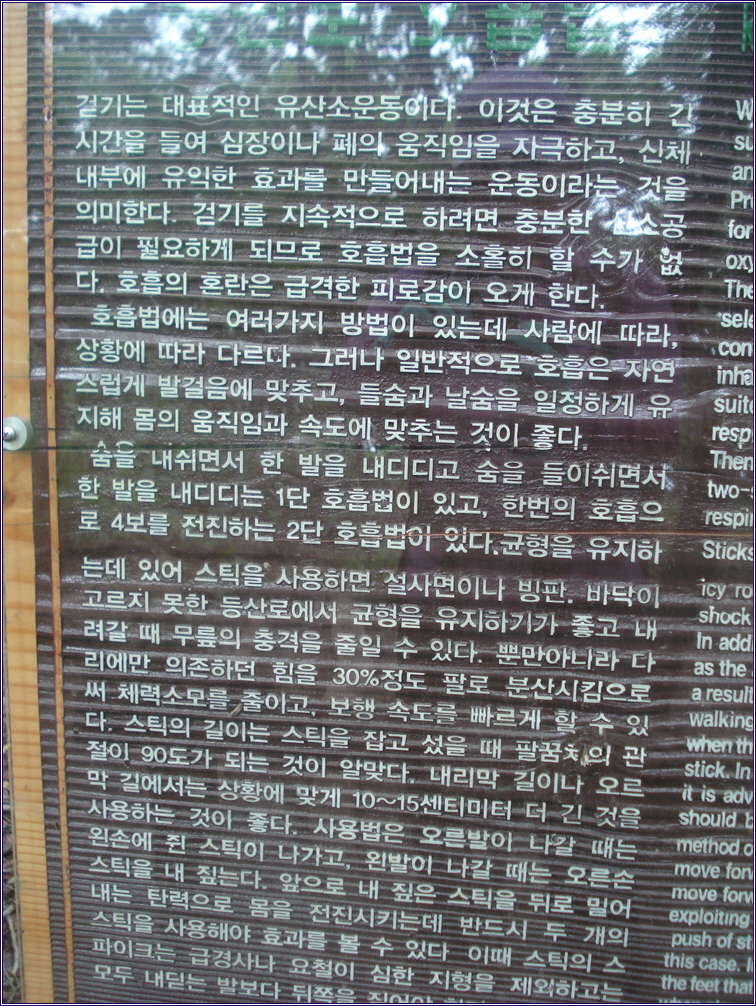 걷기는 대표적인 유산소운동이다. 이것은 충분히 긴
시간을 들여 심장이나 폐의 움직임을 자극하고, 신체
내부에 유익한 효과를 만들어내는 운동이라는 것을
의미한다. 걷기를 지속적으로 하려면 충분한 산소공
급이 필요하게 되므로 호흡법을 소홀히 할 수가 없
다. 호흡의 혼란은 급격한 피로감이 오게 한다.
호흡법에는 여러가지 방법이 있는데 사람에 따라,
상황에 따라 다르다. 그러나 일반적으로 호흡은 자연
스럽게 발걸음에 맞추고, 들숨과 날숨을 일정하게 유
지해 몸의 움직임과 속도에 맞추는 것이 좋다.
숨을 내쉬면서 한 발을 내디디고 숨을 들이쉬면서
한 발을 내디디는 1단 호흡법이 있고, 한번의 호흡으
로 4보를 전진하는 2단 호흡법이 있다.균형을 유지하
는데 있어 스틱을 사용하면 설사면이나 빙판. 바닥이
고르지 못한 등산로에서 균형을 유지하기가 좋고 내
려갈 때 무릎의 충격을 줄일 수 있다. 뿐만아니라 다
리에만 의존하던 힘을 30%정도 팔로 분산시킴으로
써 체력소모를 줄이고, 보행 속도를 빠르게 할 수 있
다. 스틱의 길이는 스틱을 잡고 섰을 때 팔꿈치의 관
절이 90도가 되는 것이 알맞다. 내리막 길이나 오르
막 길에서는 상황에 맞게 10~15센티미터 더 긴 것을
사용하는 것이 좋다. 사용법은 오른발이 나갈 때는
왼손에 쥔 스틱이 나가고, 왼발이 나갈 때는 오른손
스틱을 내 짚는다. 앞으로 내 짚은 스틱을 뒤로 밀어
내는 탄력으로 몸을 전진시키는데 반드시 두 개의
스틱을 사용해야 효과를 볼 수 있다 이때 스틱의 스
파이크는 급경사나 요철이 심한 지형을 제외하고는
모두 내딛는 발보다 뒤쪽을
icy
shock
In
as the
a result
walking
when
stick. In
it is
should
method
move
move
exploiting
push of
this case.
the feet
The
two-
Sticks